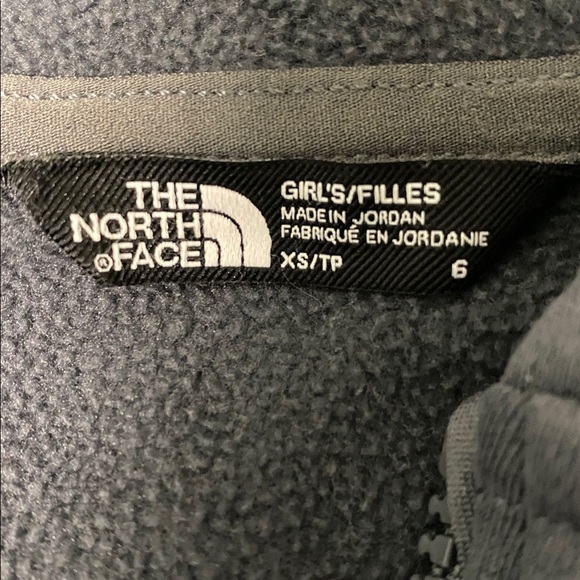 THE
NORTH
®FACE
GIRL'S/FILLES
MADE IN JORDAN
FABRIQUÉ EN JORDANIE
XS/TP 6